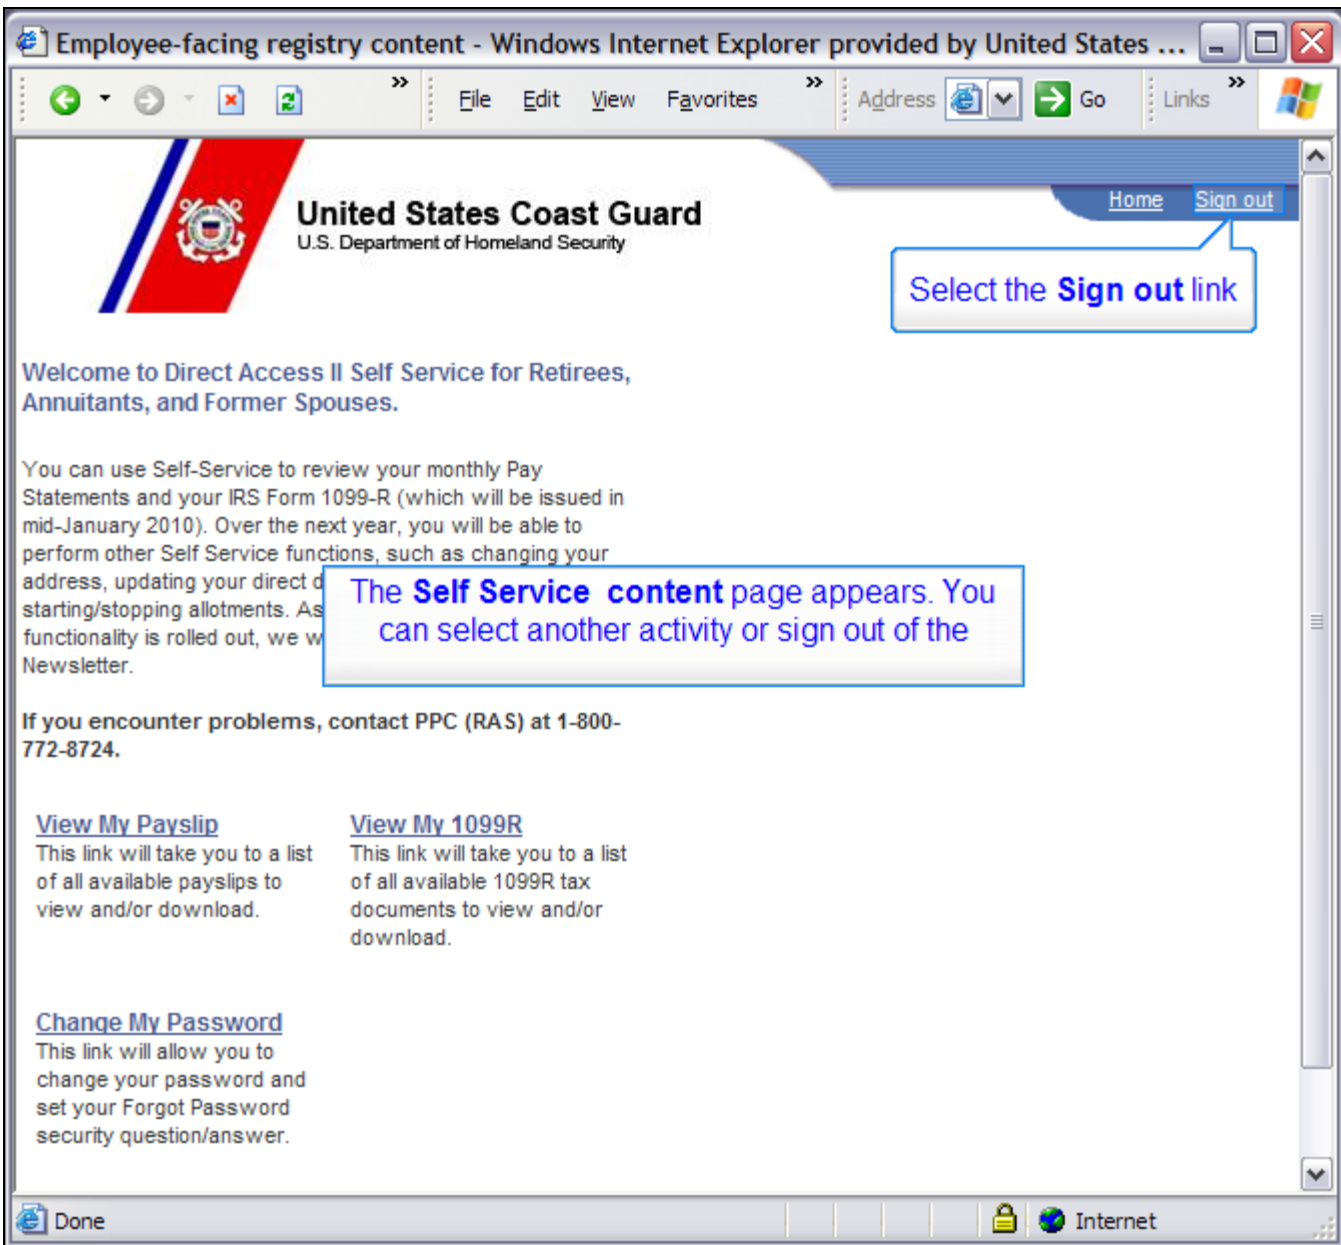 Employee-facing registry content - Windows Internet Explorer provided by United States ...
» File Edit View Favorites » Address Go Links »
Home Sign out
United States Coast Guard
U.S. Department of Homeland Security
Select the Sign out link
Welcome to Direct Access II Self Service for Retirees,
Annuitants, and Former Spouses.
You can use Self-Service to review your monthly Pay
Statements and your IRS Form 1099-R (which will be issued in
mid-January 2010). Over the next year, you will be able to
perform other Self Service functions, such as changing your
address, updating your direct d
starting/stopping allotments. As
functionality is rolled out, we w
Newsletter.
The Self Service content page appears. You
can select another activity or sign out of the
If you encounter problems, contact PPC (RAS) at 1-800-
772-8724.
View My Payslip
This link will take you to a list
of all available payslips to
view and/or download.
View My 1099R
This link will take you to a list
of all available 1099R tax
documents to view and/or
download.
Change My Password
This link will allow you to
change your password and
set your Forgot Password
security question/answer.
Done Internet